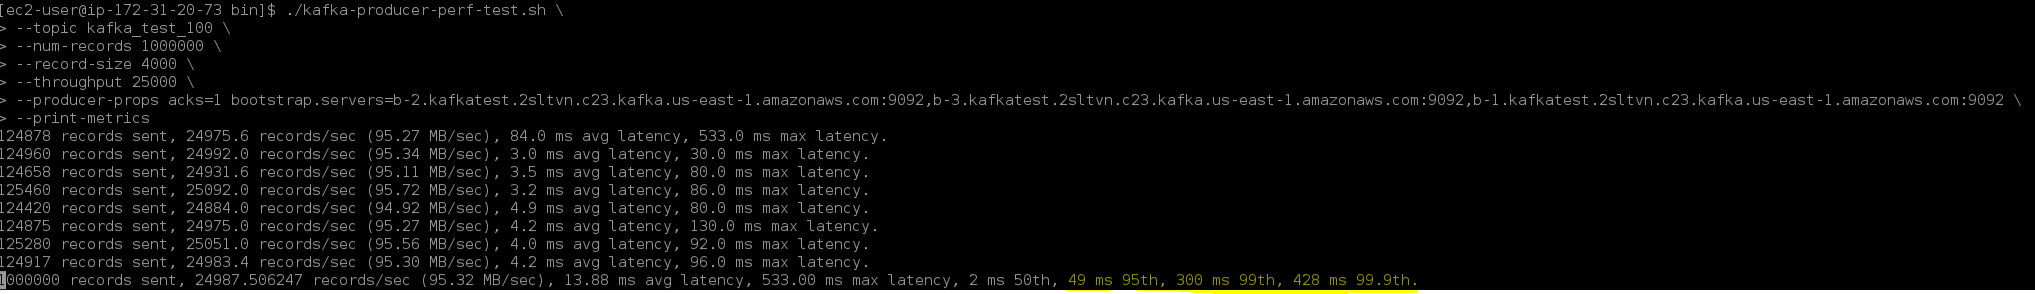 [ec2-user@ip-172-31-20-73 bin]$ ./kafka-producer-perf-test.sh \
> --topic kafka_test_100 \
> --num-records 1000000 \
> --record-size 4000 \
> --throughput 25000 \
> --producer-props acks=1 bootstrap.servers=b-2.kafkatest.2sltvn.c23.kafka.us-east-1.amazonaws.com:9092,b-3.kafkatest.2sltvn.c23.kafka.us-east-1.amazonaws.com:9092,b-1.kafkatest.2sltvn.c23.kafka.us-east-1.amazonaws.com:9092 \
> --print-metrics
124878 records sent, 24975.6 records/sec (95.27 MB/sec), 84.0 ms avg latency, 533.0 ms max latency.
124960 records sent, 24992.0 records/sec (95.34 MB/sec), 3.0 ms avg latency, 30.0 ms max latency.
124658 records sent, 24931.6 records/sec (95.11 MB/sec), 3.5 ms avg latency, 80.0 ms max latency.
125460 records sent, 25092.0 records/sec (95.72 MB/sec), 3.2 ms avg latency, 86.0 ms max latency.
124420 records sent, 24884.0 records/sec (94.92 MB/sec), 4.9 ms avg latency, 80.0 ms max latency.
124875 records sent, 24975.0 records/sec (95.27 MB/sec), 4.2 ms avg latency, 130.0 ms max latency.
125280 records sent, 25051.0 records/sec (95.56 MB/sec), 4.0 ms avg latency, 92.0 ms max latency.
124917 records sent, 24983.4 records/sec (95.30 MB/sec), 4.2 ms avg latency, 96.0 ms max latency.
1000000 records sent, 24987.506247 records/sec (95.32 MB/sec), 13.88 ms avg latency, 533.00 ms max latency, 2 ms 50th, 49 ms 95th, 300 ms 99th, 428 ms 99.9th.